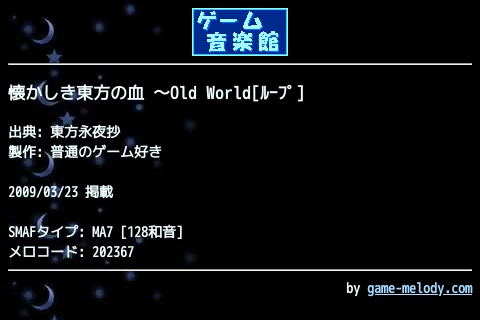 ゲーム
音楽館
懐かしき東方の血 ～Old World[ﾙｰﾌﾟ]
出典: 東方永夜抄
製作: 普通のゲーム好き
2009/03/23 掲載
SMAFタイプ: MA7 [128和音]
メロコード: 202367
by game-melody.com